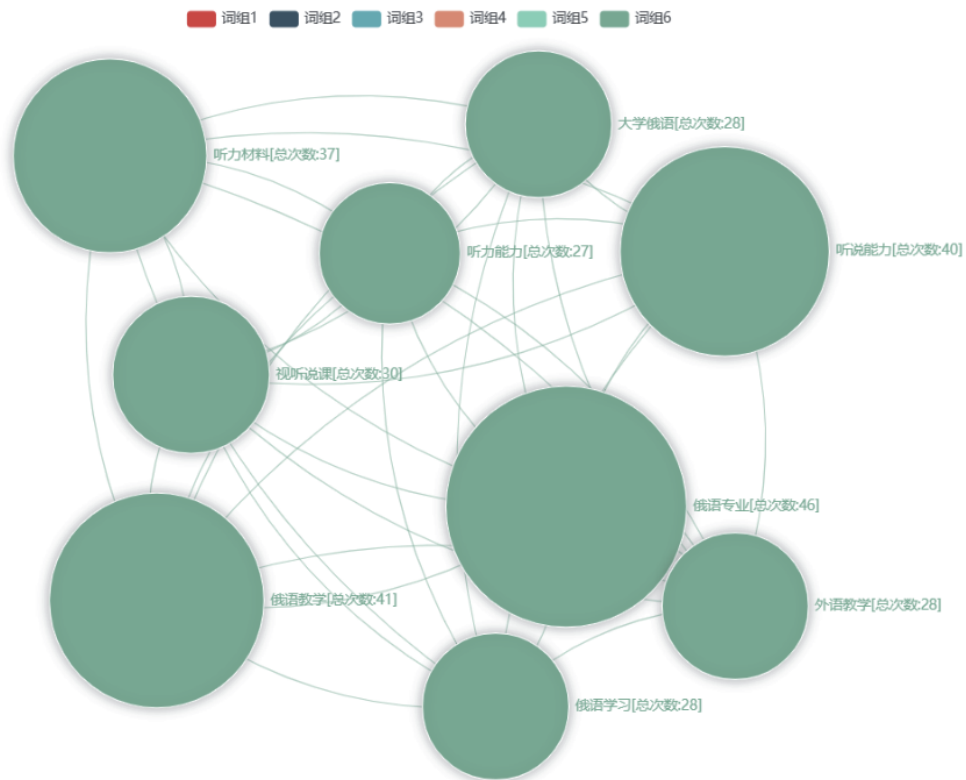 词组1 词组2 词组3 词组4 词组5 词组6
大学俄语[总次数:28]
听力材料[总次数:37]
听说能力[总次数:40]
听力能力[总次数:27]
视听说课[总次数:30]
俄语专业[总次数:46]
俄语教学[总次数:41]
外语教学[总次数:28]
俄语学习[总次数:28]